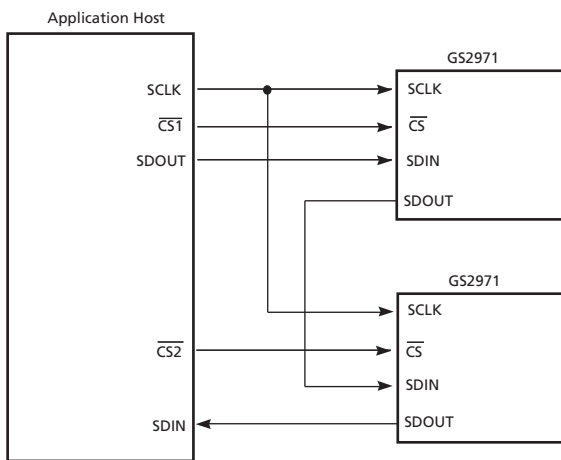 Application Host
SCLK
CS1
SDOUT
CS2
SDIN
GS2971
SCLK
CS
SDIN
SDOUT
GS2971
SCLK
CS
SDIN
SDOUT